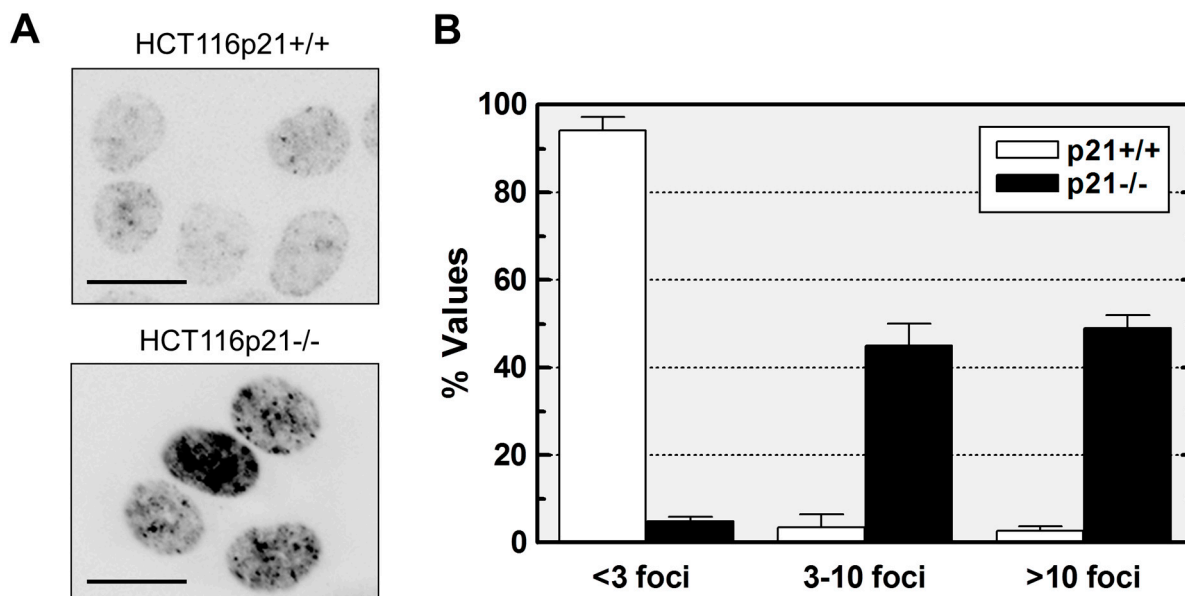 A
HCT116p21+/+
HCT116p21-/-
B
% Values
100
80
60
40
20
0
p21+/+
p21-/-
<3 foci
3-10 foci
>10 foci